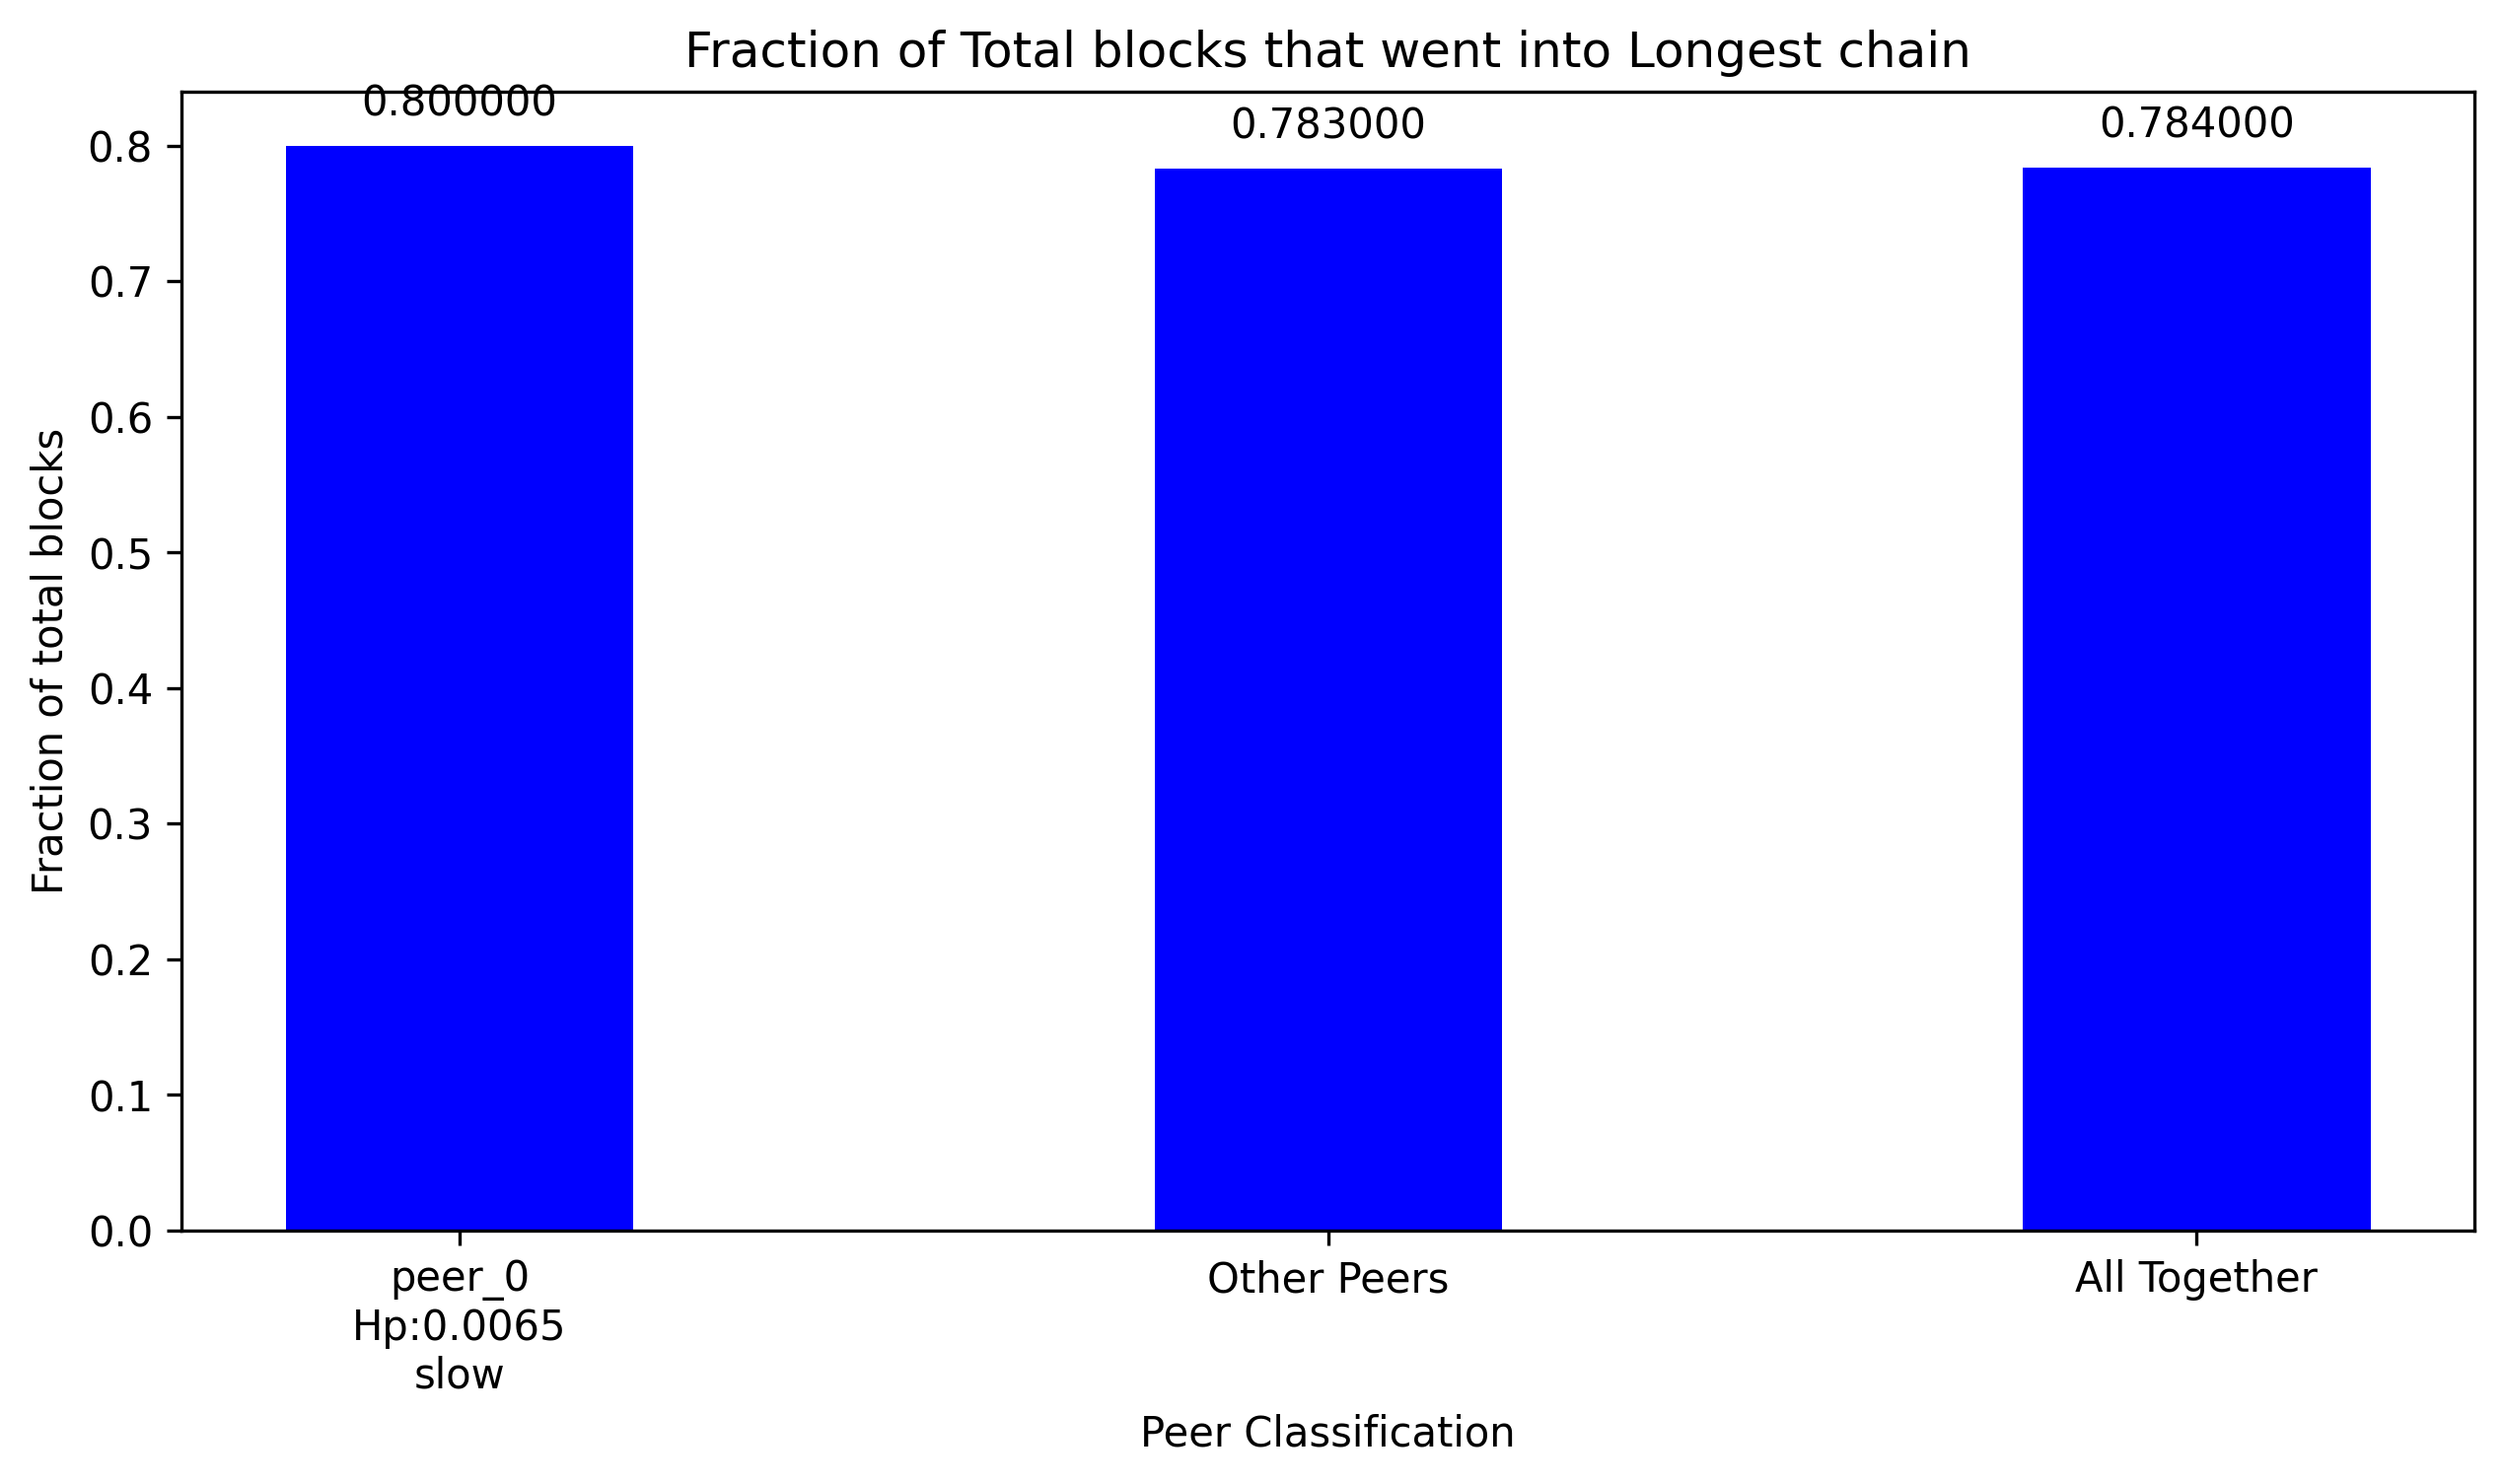 Fraction of Total blocks that went into Longest chain
0.800000
0.783000
0.784000
Fraction of total blocks
0.8
0.7
0.6
0.5
0.4
0.3
0.2
0.1
0.0
peer_0
Hp:0.0065
slow
Other Peers
All Together
Peer Classification